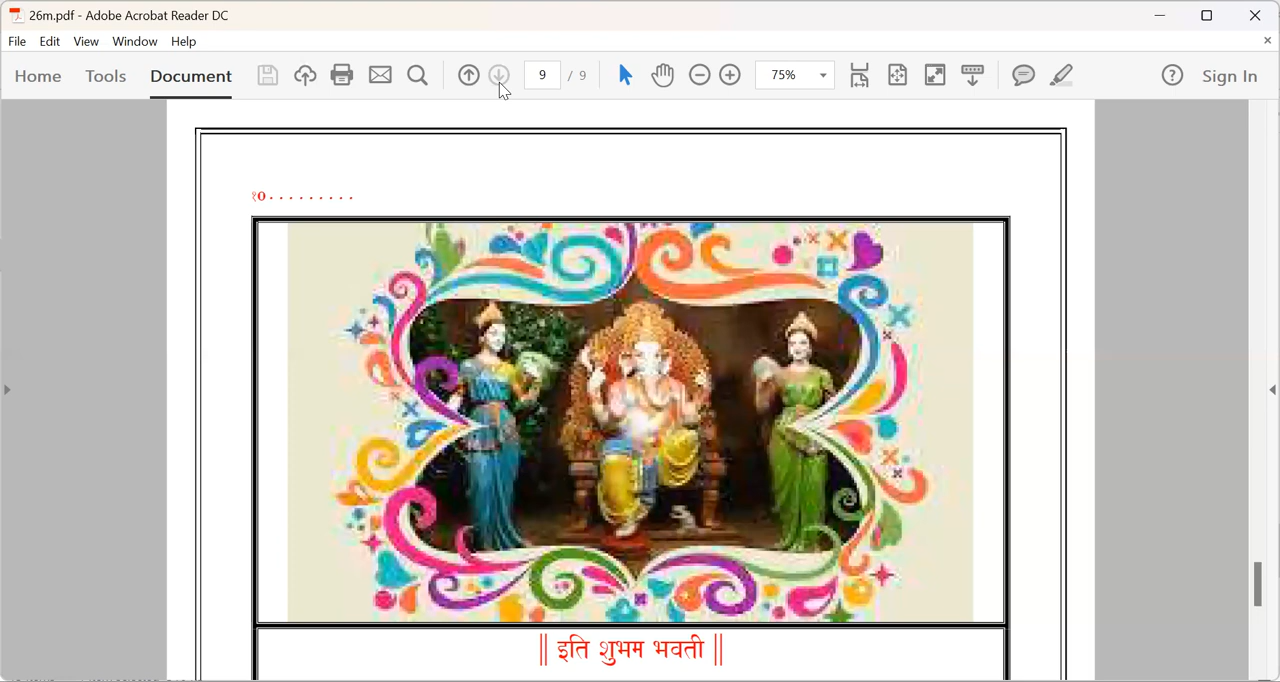 26m.pdf - Adobe Acrobat Reader DC
File Edit View Window Help
Home Tools Document 9 / 9 75% Sign In
१०.........
|| इति शुभम भवती ||